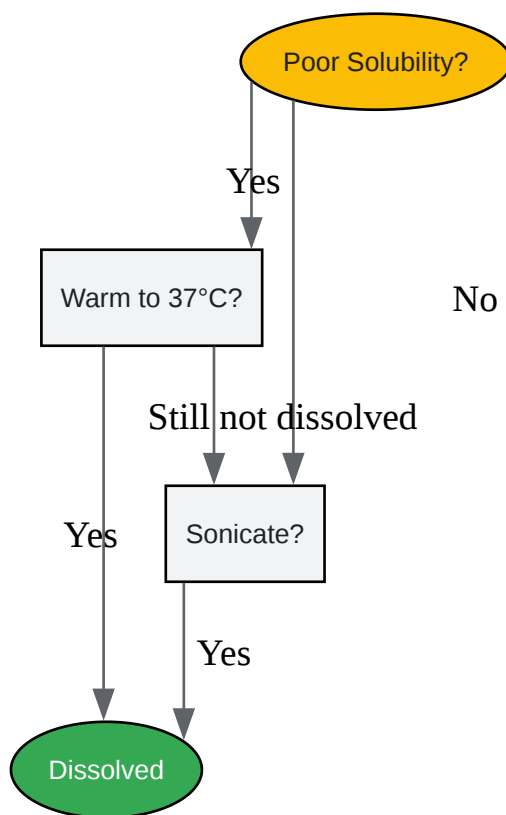 Poor Solubility?
Yes
Warm to 37°C?
No
Still not dissolved
Yes
Sonicate?
Yes
Dissolved